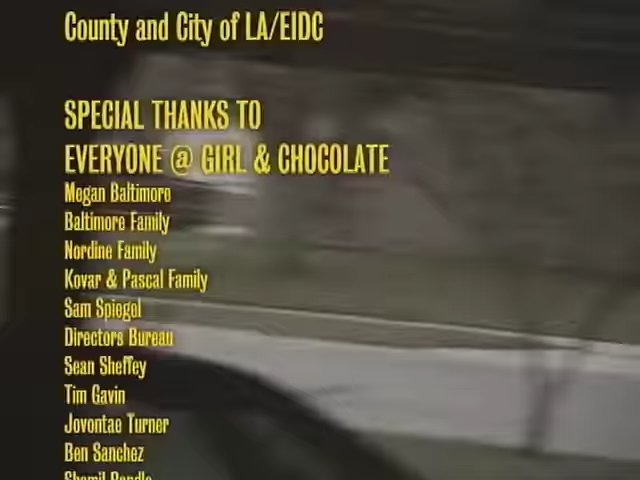 County and City of LA/EIDC
SPECIAL THANKS TO
EVERYONE @ GIRL & CHOCOLATE
Megan Baltimore
Baltimore Family
Nordine Family
Kovar & Pascal Family
Sam Spiegel
Directors Bureau
Sean Sheffey
Tim Gavin
Jovontae Turner
Ben Sanchez